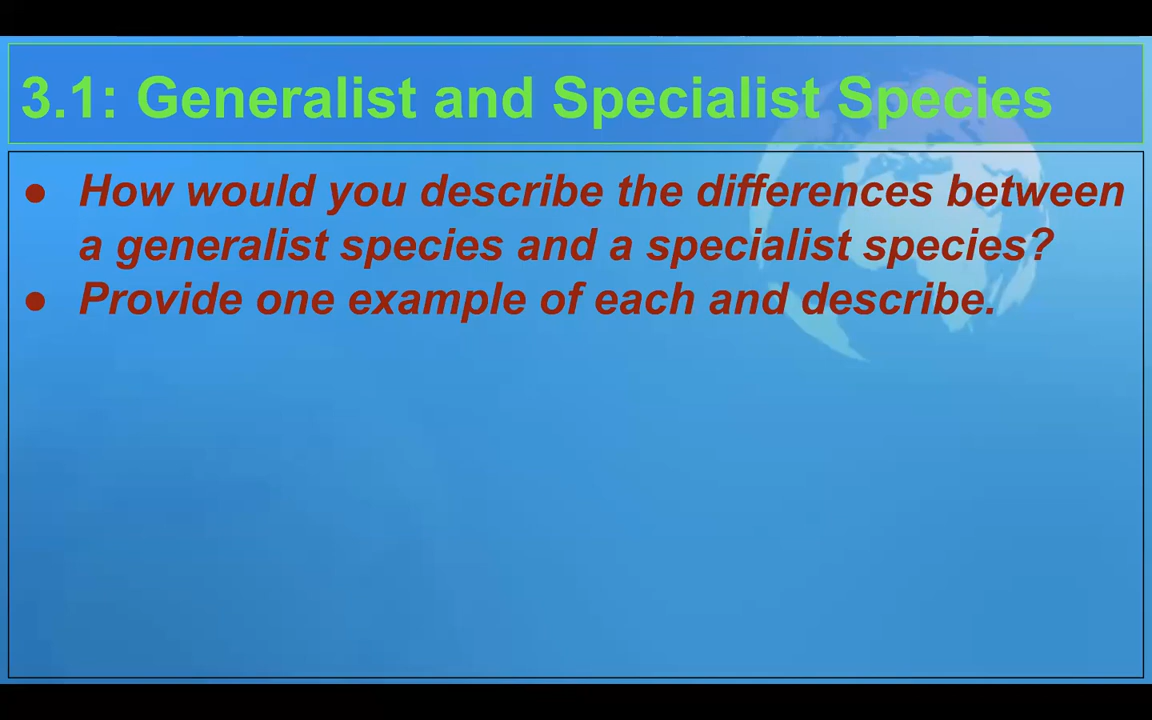 3.1: Generalist and Specialist Species
● How would you describe the differences between
a generalist species and a specialist species?
● Provide one example of each and describe.